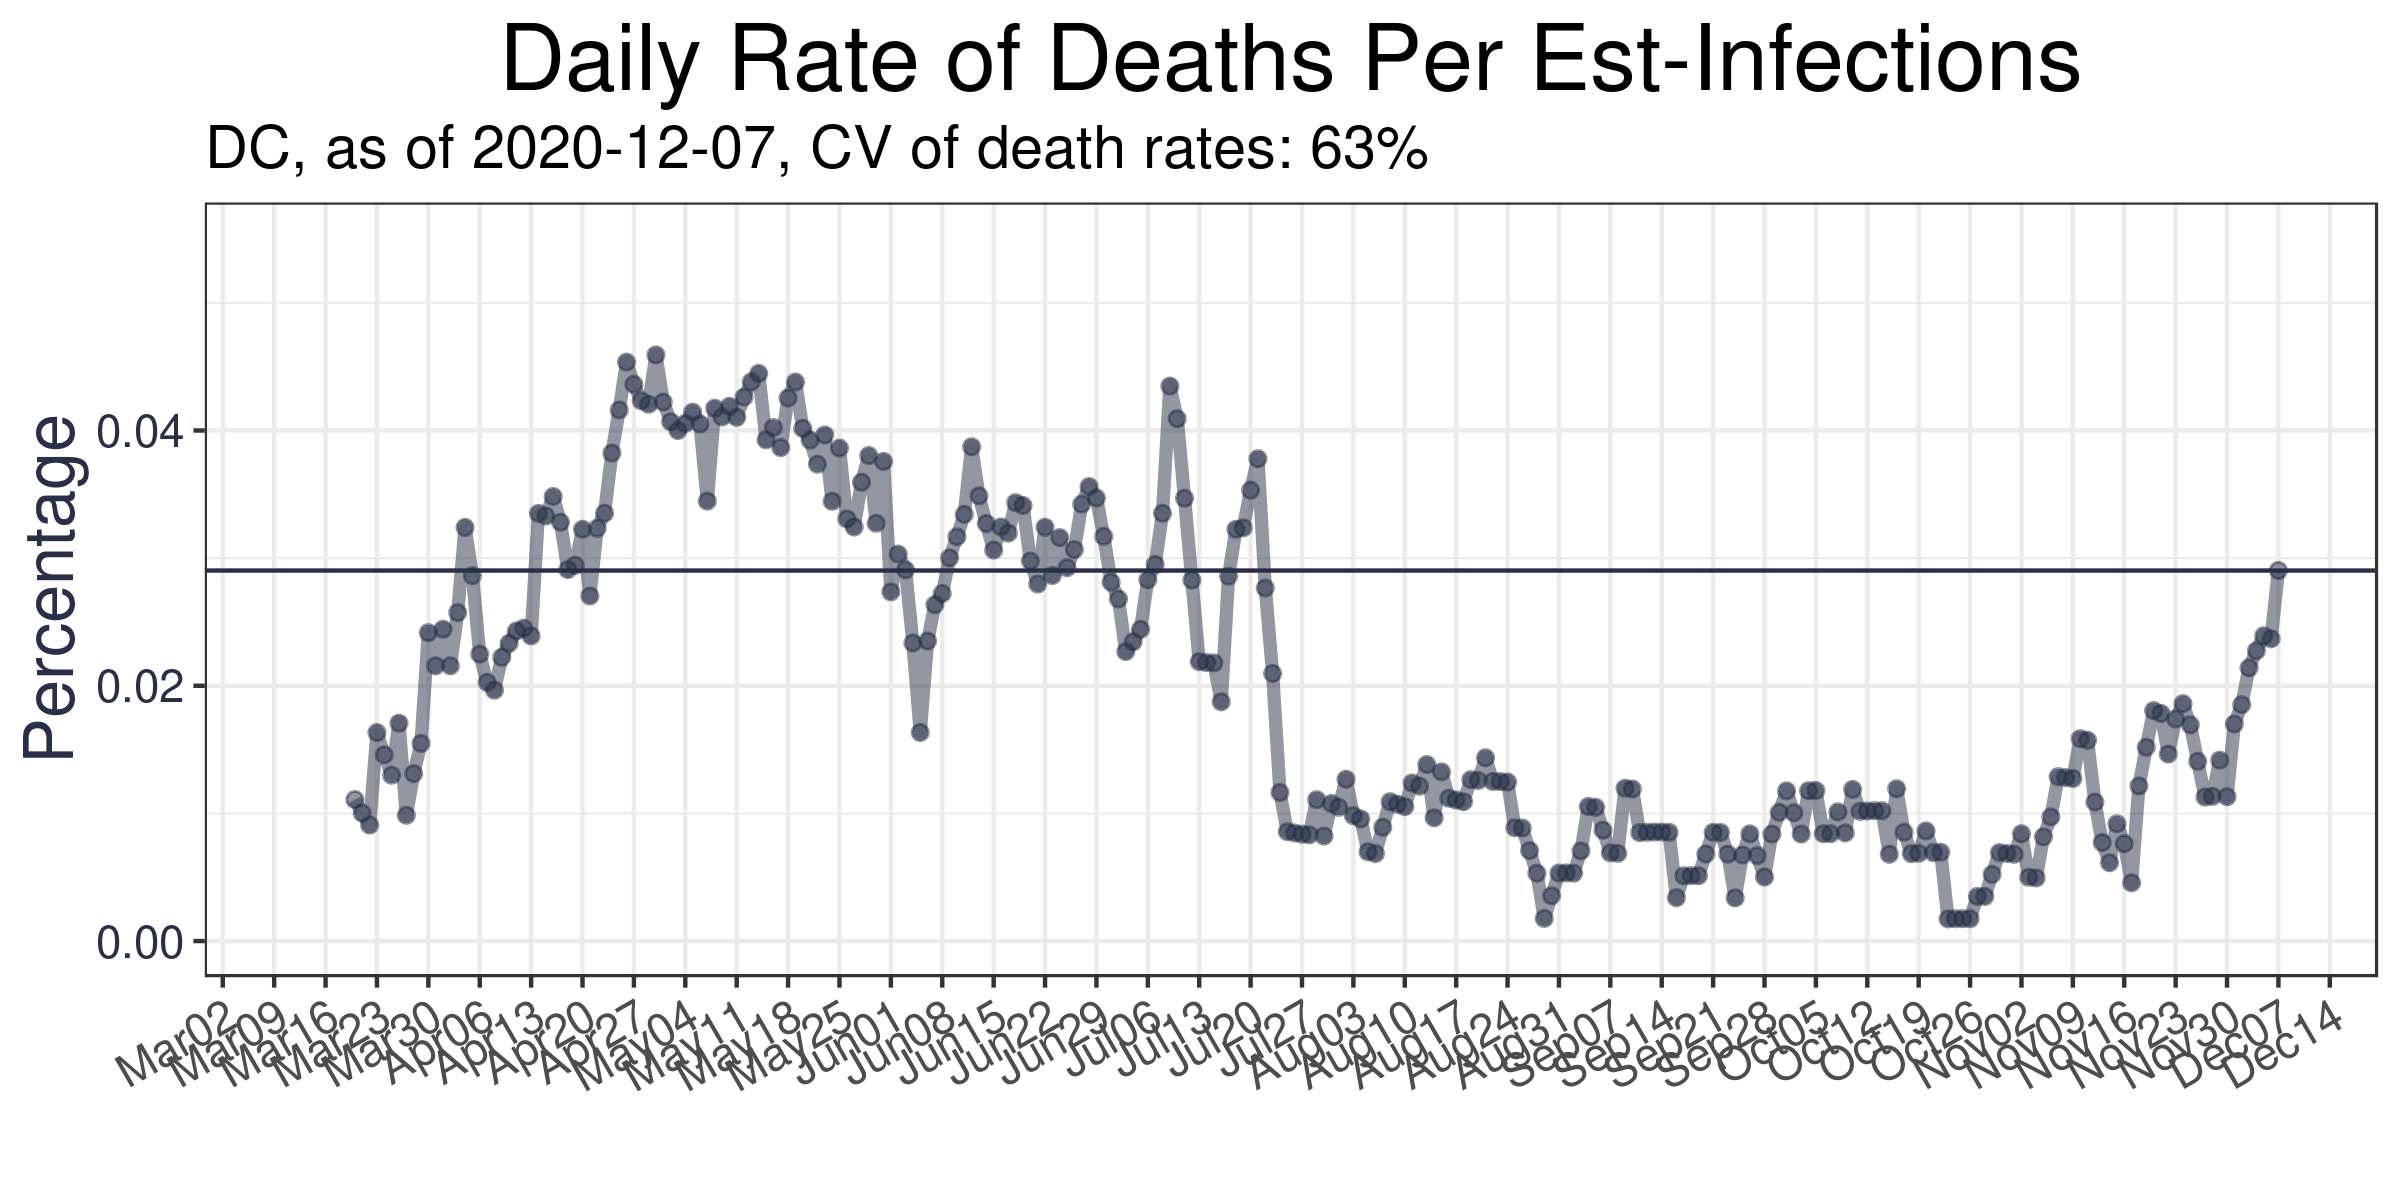 Daily Rate of Deaths Per Est-Infections
DC, as of 2020-12-07, CV of death rates: 63%
Percentage
0.04
0.02
0.00
Mar02
Mar09
Mar16
Mar23
Mar30
Apr06
Apr13
Apr20
Apr27
May04
May11
May18
May25
Jun01
Jun08
Jun15
Jun22
Jun29
Jul06
Jul13
Jul20
Jul27
Aug03
Aug10
Aug17
Aug24
Aug31
Sep07
Sep14
Sep21
Sep28
Oct05
Oct12
Oct19
Oct26
Nov02
Nov09
Nov16
Nov23
Nov30
Dec07
Dec14